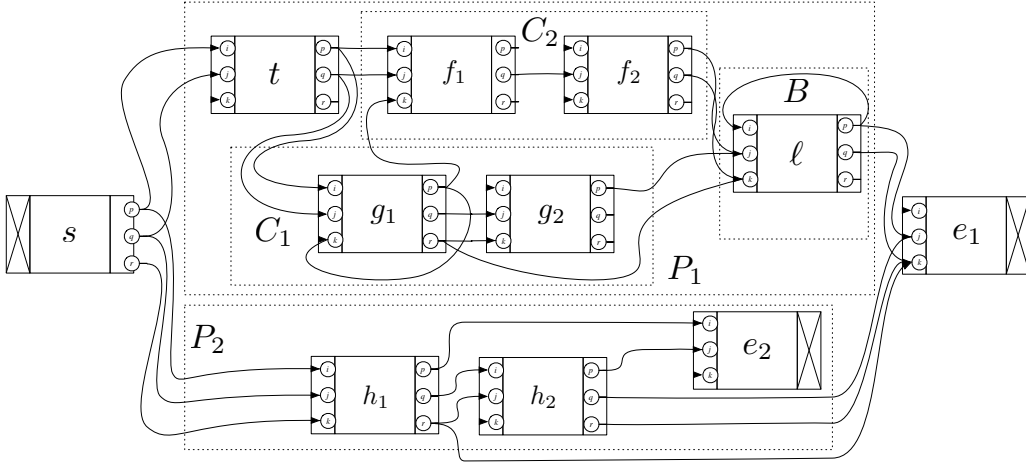 i p
j t q
k r
i p
j f₁ q
k r
C₂
i p
j f₂ q
k r
B
i p
j ℓ q
k r
i p
j g₁ q
k r
C₁
i p
j g₂ q
k r
P₁
s p
q
r
i
j e₁
k
P₂
i p
j h₁ q
k r
i p
j h₂ q
k r
i
j e₂
k